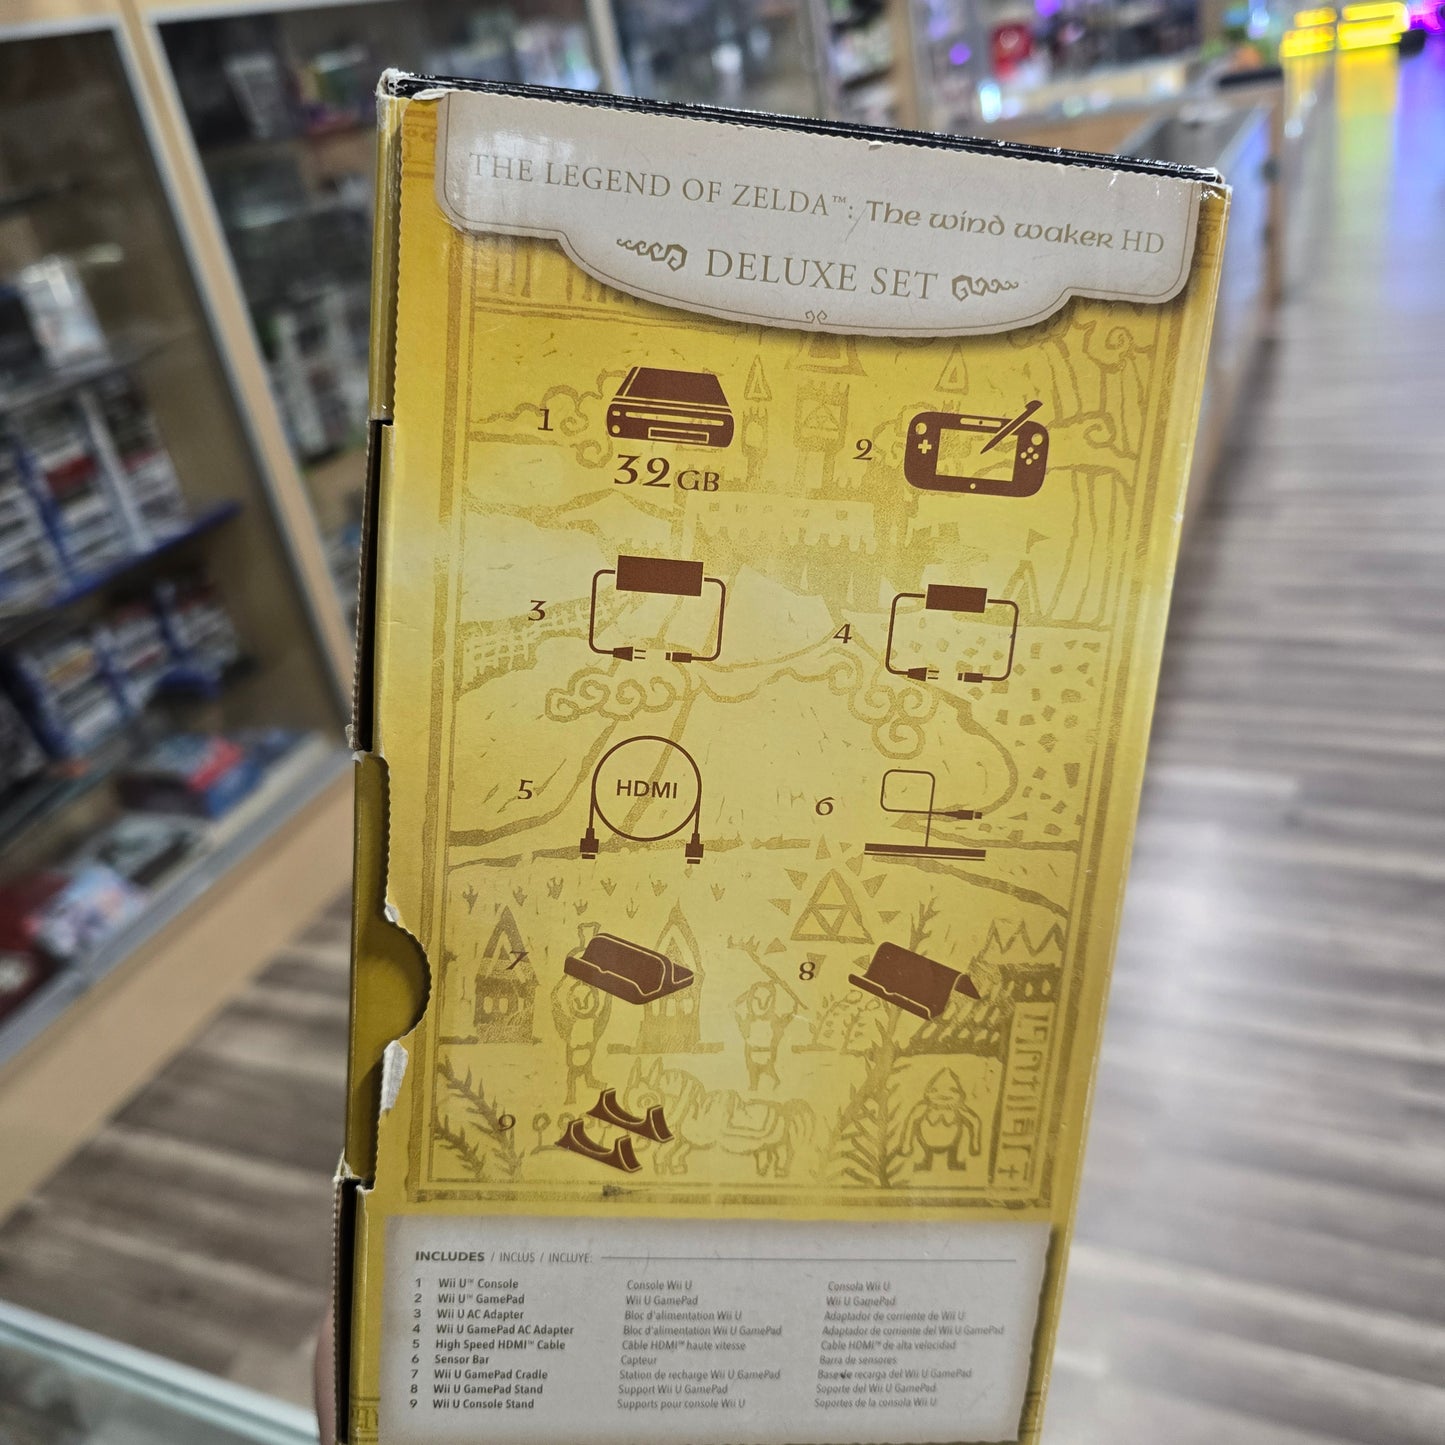 THE LEGEND OF ZELDA™: The Wind Waker HD
DELUXE SET
1
32GB
2
3
4
5
HDMI
6
7
8
9
INCLUDES / INCLUS / INCLUYE:
1 Wii U™ Console Console Wii U Consola Wii U
2 Wii U™ GamePad Wii U GamePad Wii U GamePad
3 Wii U AC Adapter Bloc d'alimentation Wii U Adaptador de corriente de Wii U
4 Wii U GamePad AC Adapter Bloc d'alimentation Wii U GamePad Adaptador de corriente del Wii U GamePad
5 High Speed HDMI™ Cable Câble HDMI™ haute vitesse Cable HDMI™ de alta velocidad
6 Sensor Bar Capteur Barra de sensores
7 Wii U GamePad Cradle Station de recharge Wii U GamePad Base de recarga del Wii U GamePad
8 Wii U GamePad Stand Support Wii U GamePad Soporte del Wii U GamePad
9 Wii U Console Stand Supports pour console Wii U Soportes de la consola Wii U